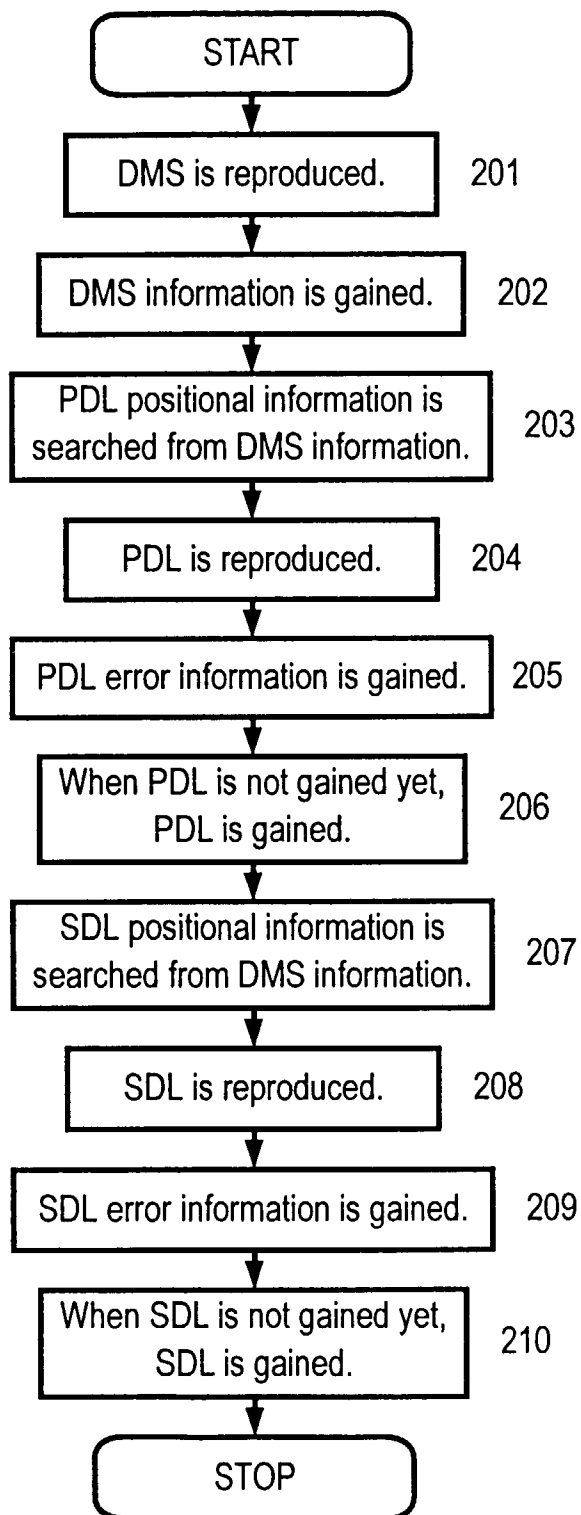 START
DMS is reproduced. 201
DMS information is gained. 202
PDL positional information is
searched from DMS information. 203
PDL is reproduced. 204
PDL error information is gained. 205
When PDL is not gained yet,
PDL is gained. 206
SDL positional information is
searched from DMS information. 207
SDL is reproduced. 208
SDL error information is gained. 209
When SDL is not gained yet,
SDL is gained. 210
STOP